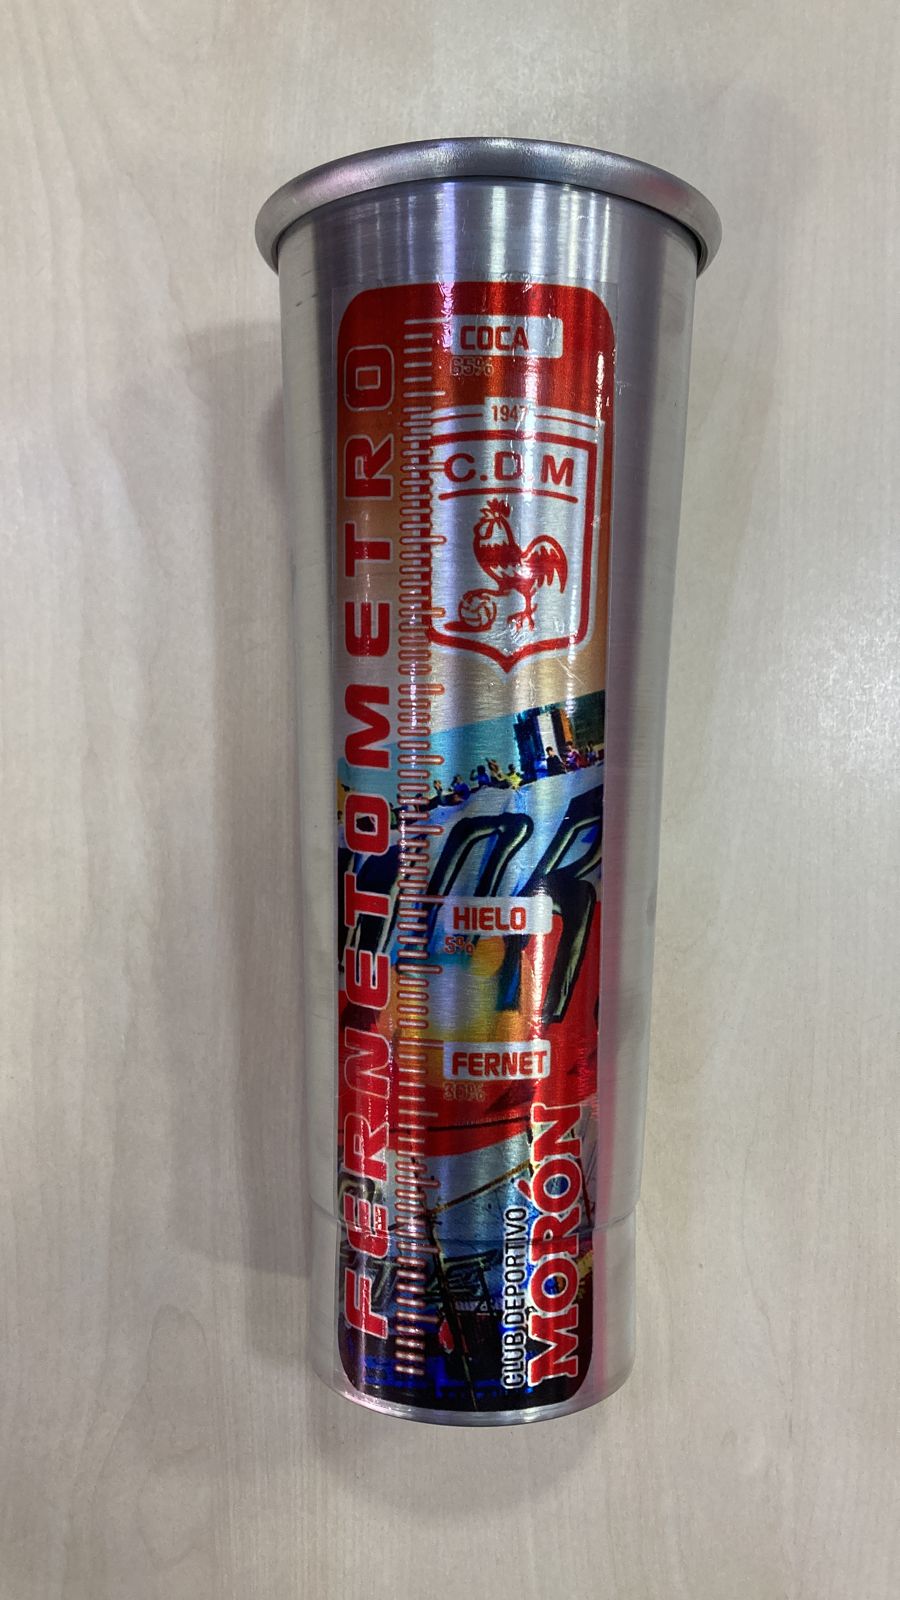 COCA
65%
1947
C.D.M
FERNETOMETRO
HIELO
5%
FERNET
30%
CLUB DEPORTIVO
MORÓN